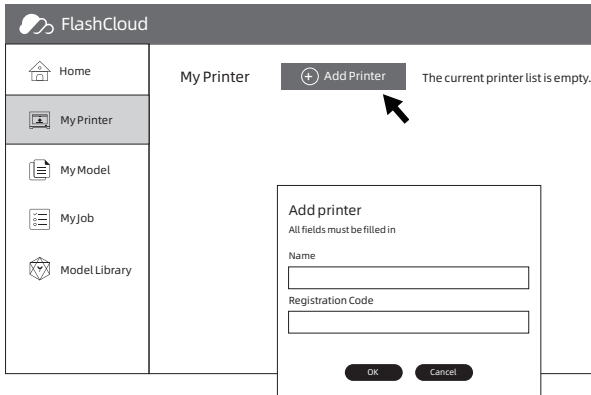 FlashCloud
Home
My Printer
My Model
My Job
Model Library
My Printer
Add Printer
The current printer list is empty.
Add printer
All fields must be filled in
Name
Registration Code
OK
Cancel